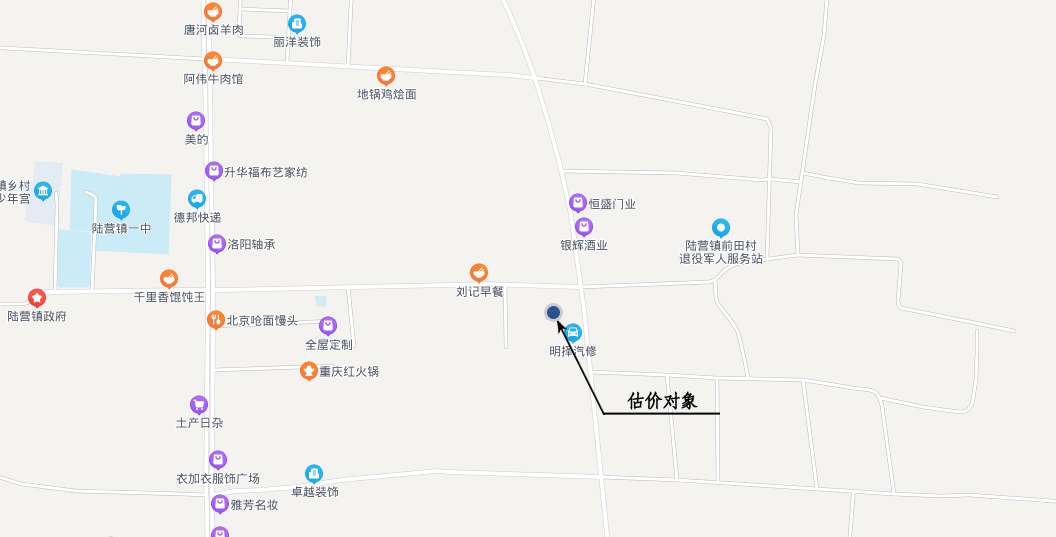 唐河卤羊肉
丽洋装饰
阿伟牛肉馆
地锅鸡烩面
美的
升华福布艺家纺
镇乡村
少年宫
德邦快递
陆营镇一中
恒盛门业
洛阳轴承
银辉酒业
陆营镇前田村
退役军人服务站
千里香馄饨王
刘记早餐
陆营镇政府
北京呛面馒头
全屋定制
明择汽修
重庆红火锅
估价对象
土产日杂
衣加衣服饰广场
卓越装饰
雅芳名妆